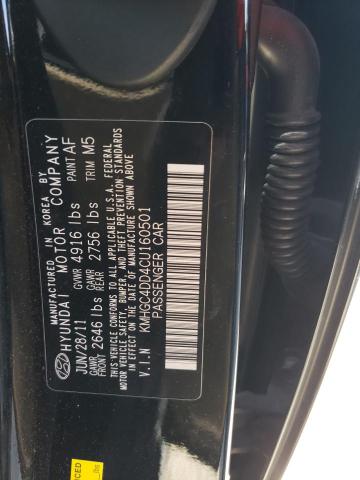 MANUFACTURED IN KOREA BY
HYUNDAI MOTOR COMPANY
JUN/28/11 GVWR 4916 lbs PAINT AF
GAWR FRONT 2646 lbs GAWR REAR 2756 lbs TRIM M5
THIS VEHICLE CONFORMS TO ALL APPLICABLE U.S.A. FEDERAL
MOTOR VEHICLE SAFETY, BUMPER, AND THEFT PREVENTION STANDARDS
IN EFFECT ON THE DATE OF MANUFACTURE SHOWN ABOVE
V.I.N KMHGC4DD4CU160501
PASSENGER CAR